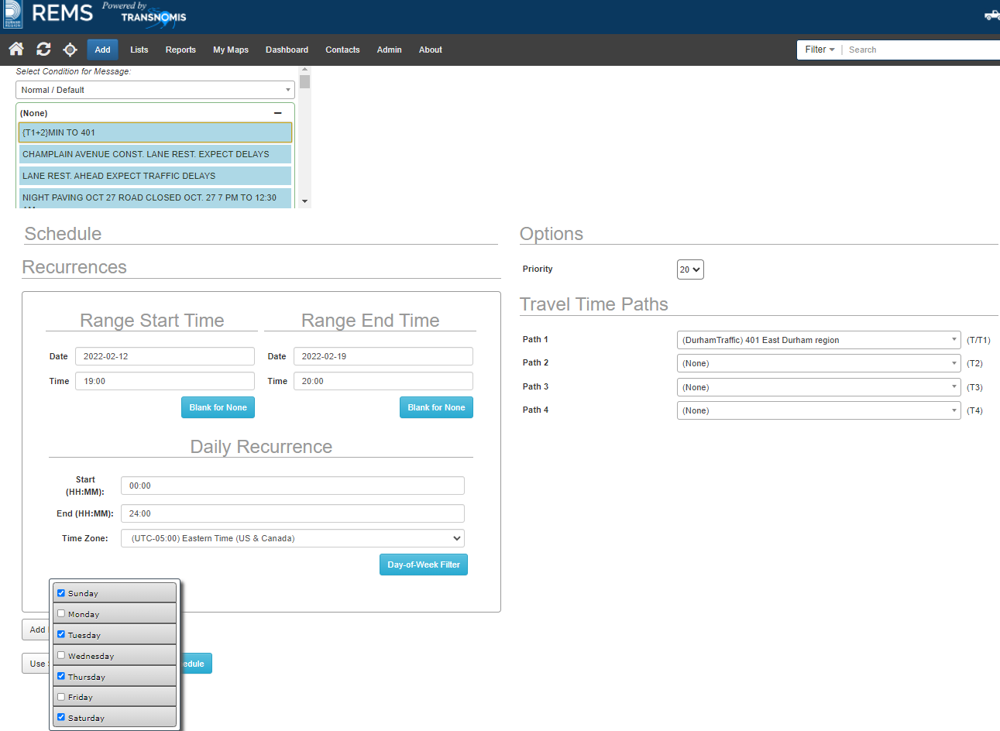 DURHAM REGION
REMS
Powered by
TRANSNOMIS
Add Lists Reports My Maps Dashboard Contacts Admin About
Filter Search
Select Condition for Message:
Normal / Default
(None)
{T1+2}MIN TO 401
CHAMPLAIN AVENUE CONST. LANE REST. EXPECT DELAYS
LANE REST. AHEAD EXPECT TRAFFIC DELAYS
NIGHT PAVING OCT 27 ROAD CLOSED OCT. 27 7 PM TO 12:30
AM
Schedule
Recurrences
Range Start Time
Date 2022-02-12
Time 19:00
Blank for None
Range End Time
Date 2022-02-19
Time 20:00
Blank for None
Daily Recurrence
Start
(HH:MM): 00:00
End (HH:MM): 24:00
Time Zone: (UTC-05:00) Eastern Time (US & Canada)
Day-of-Week Filter
Sunday
Monday
Tuesday
Wednesday
Thursday
Friday
Saturday
Add
Use
edule
Options
Priority 20
Travel Time Paths
Path 1 (DurhamTraffic) 401 East Durham region (T/T1)
Path 2 (None) (T2)
Path 3 (None) (T3)
Path 4 (None) (T4)